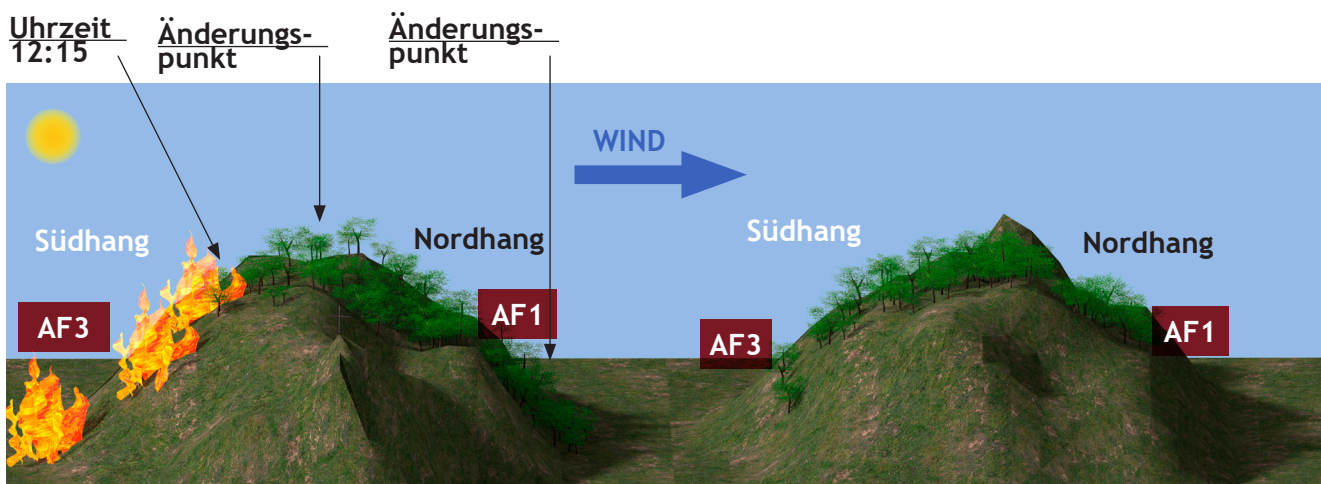 Uhrzeit
12:15
Änderungs-
punkt
Änderungs-
punkt
WIND
Südhang
Nordhang
Südhang
Nordhang
AF3
AF1
AF3
AF1